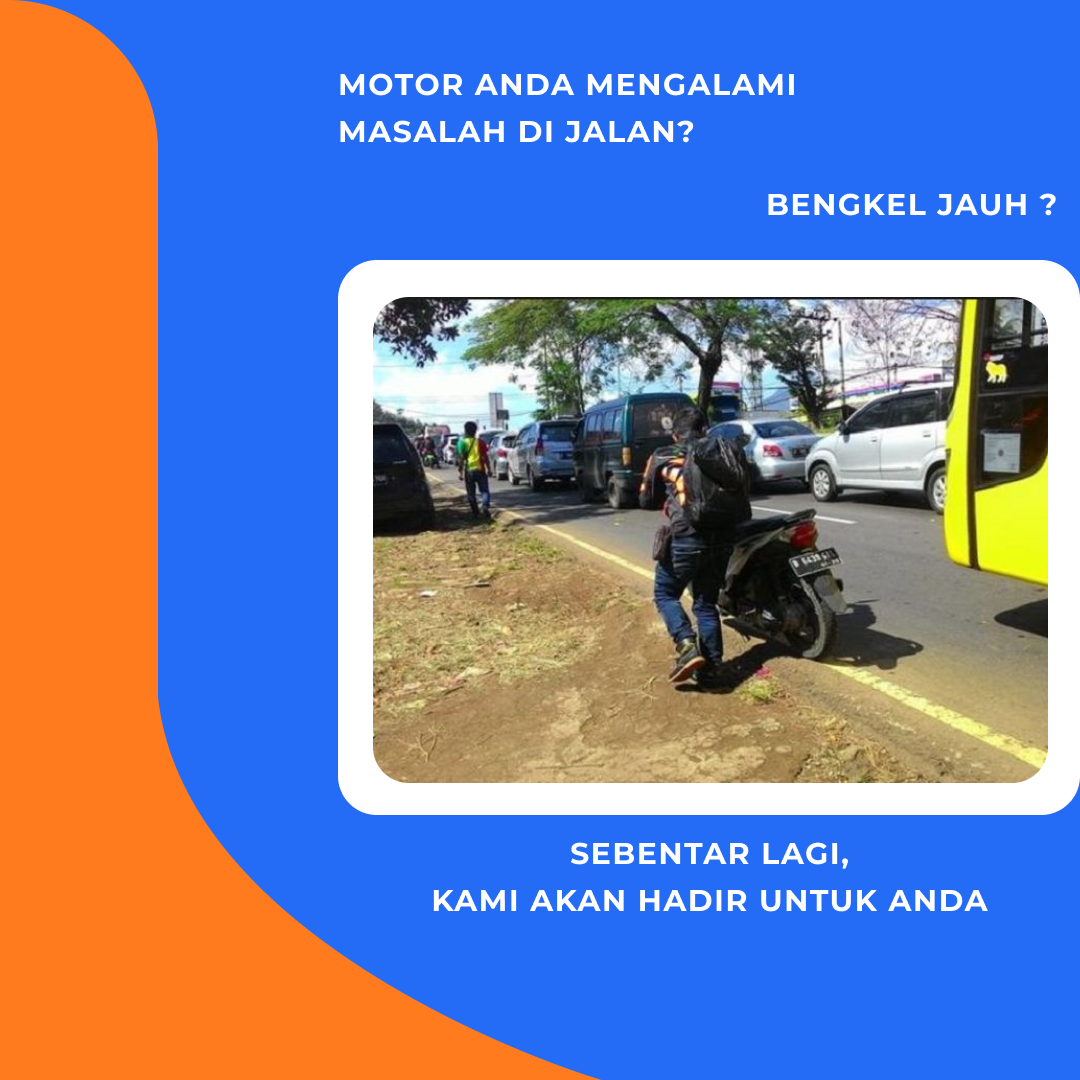 MOTOR ANDA MENGALAMI
MASALAH DI JALAN?
BENGKEL JAUH ?
SEBENTAR LAGI,
KAMI AKAN HADIR UNTUK ANDA